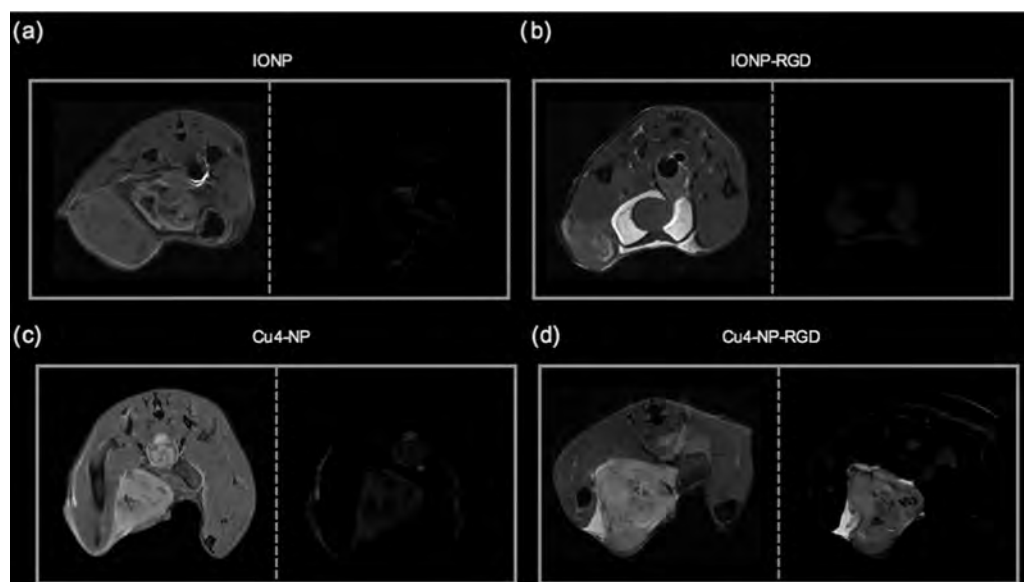 (a)
IONP
(b)
IONP-RGD
(c)
Cu4-NP
(d)
Cu4-NP-RGD